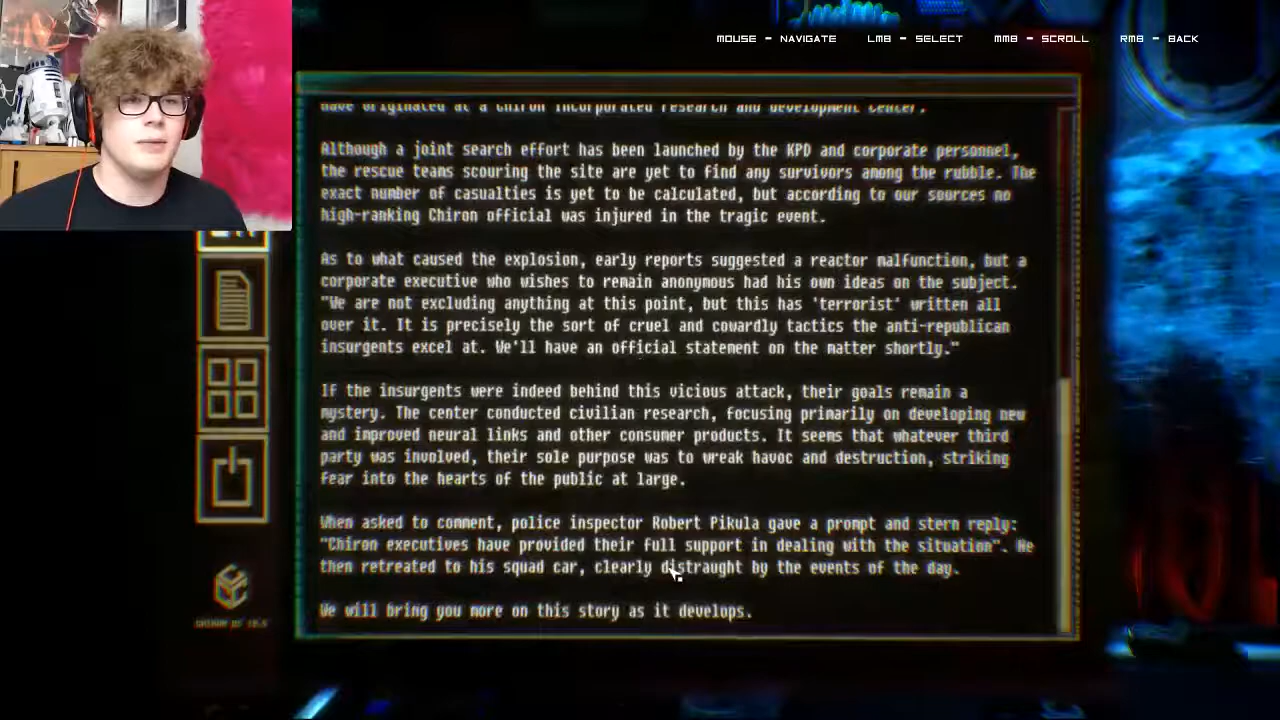 MOUSE - NAVIGATE LMB - SELECT MMB - SCROLL RMB - BACK
have originated at a Chiron Incorporated research and development center.
Although a joint search effort has been launched by the KPD and corporate personnel,
the rescue teams scouring the site are yet to find any survivors among the rubble. The
exact number of casualties is yet to be calculated, but according to our sources no
high-ranking Chiron official was injured in the tragic event.
As to what caused the explosion, early reports suggested a reactor malfunction, but a
corporate executive who wishes to remain anonymous had his own ideas on the subject.
"We are not excluding anything at this point, but this has 'terrorist' written all
over it. It is precisely the sort of cruel and cowardly tactics the anti-republican
insurgents excel at. We'll have an official statement on the matter shortly."
If the insurgents were indeed behind this vicious attack, their goals remain a
mystery. The center conducted civilian research, focusing primarily on developing new
and improved neural links and other consumer products. It seems that whatever third
party was involved, their sole purpose was to wreak havoc and destruction, striking
fear into the hearts of the public at large.
When asked to comment, police inspector Robert Pikula gave a prompt and stern reply:
"Chiron executives have provided their full support in dealing with the situation". He
then retreated to his squad car, clearly distraught by the events of the day.
We will bring you more on this story as it develops.